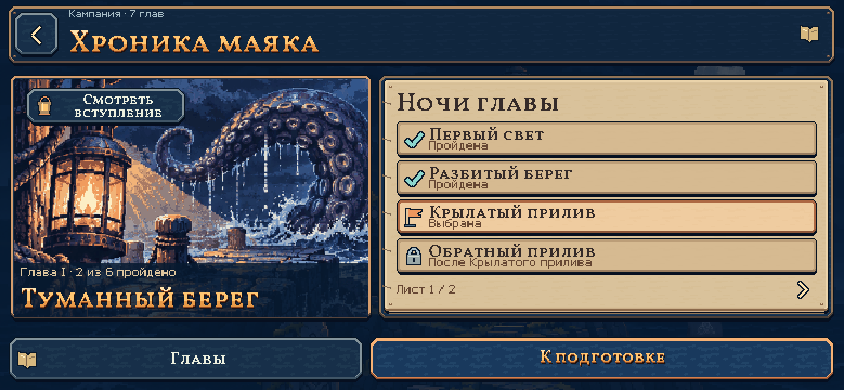 Кампания · 7 глав
Хроника маяка
Смотреть
вступление
Глава I · 2 из 6 пройдено
Туманный берег
Ночи главы
Первый свет
Пройдена
Разбитый берег
Пройдена
Крылатый прилив
Выбрана
Обратный прилив
После Крылатого прилива
Лист 1 / 2
Главы
К подготовке